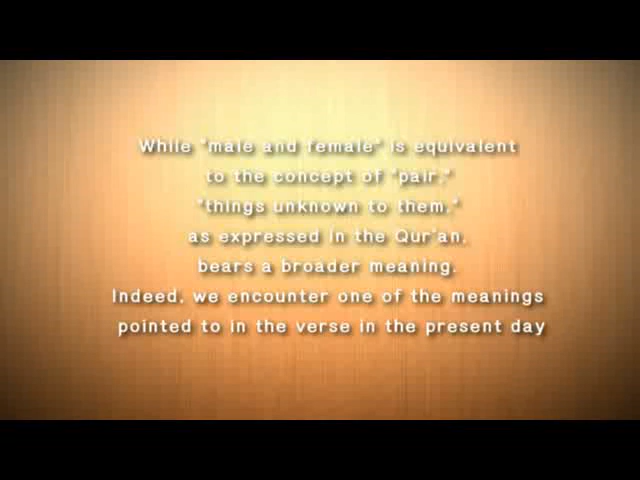 While "male and female" is equivalent
to the concept of "pair,"
"things unknown to them,"
as expressed in the Qur'an,
bears a broader meaning.
Indeed, we encounter one of the meanings
pointed to in the verse in the present day